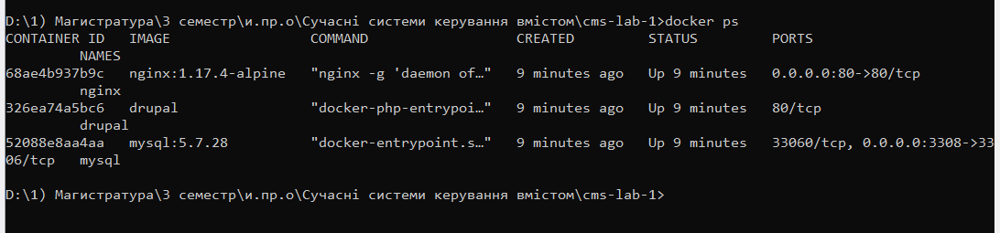 D:\1) Магистратура\3 семестр\и.пр.о\Сучасні системи керування вмістом\cms-lab-1>docker ps
CONTAINER ID   IMAGE                 COMMAND                  CREATED         STATUS         PORTS
          NAMES
68ae4b937b9c   nginx:1.17.4-alpine   "nginx -g 'daemon of…"   9 minutes ago   Up 9 minutes   0.0.0.0:80->80/tcp
          nginx
326ea74a5bc6   drupal                "docker-php-entrypoi…"   9 minutes ago   Up 9 minutes   80/tcp
          drupal
52088e8aa4aa   mysql:5.7.28          "docker-entrypoint.s…"   9 minutes ago   Up 9 minutes   33060/tcp, 0.0.0.0:3308->33
06/tcp   mysql
D:\1) Магистратура\3 семестр\и.пр.о\Сучасні системи керування вмістом\cms-lab-1>